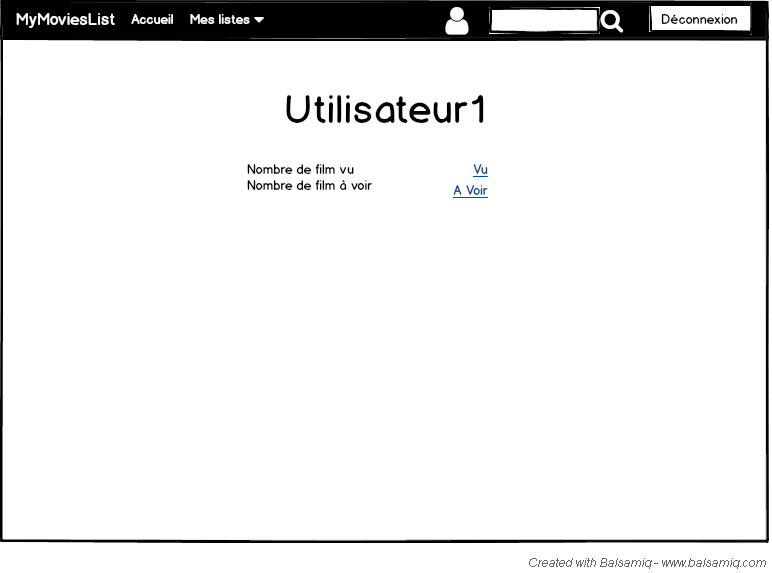 MyMoviesList Accueil Mes listes Déconnexion
Utilisateur1
Nombre de film vu Vu
Nombre de film à voir A Voir
Created with Balsamiq - www.balsamiq.com